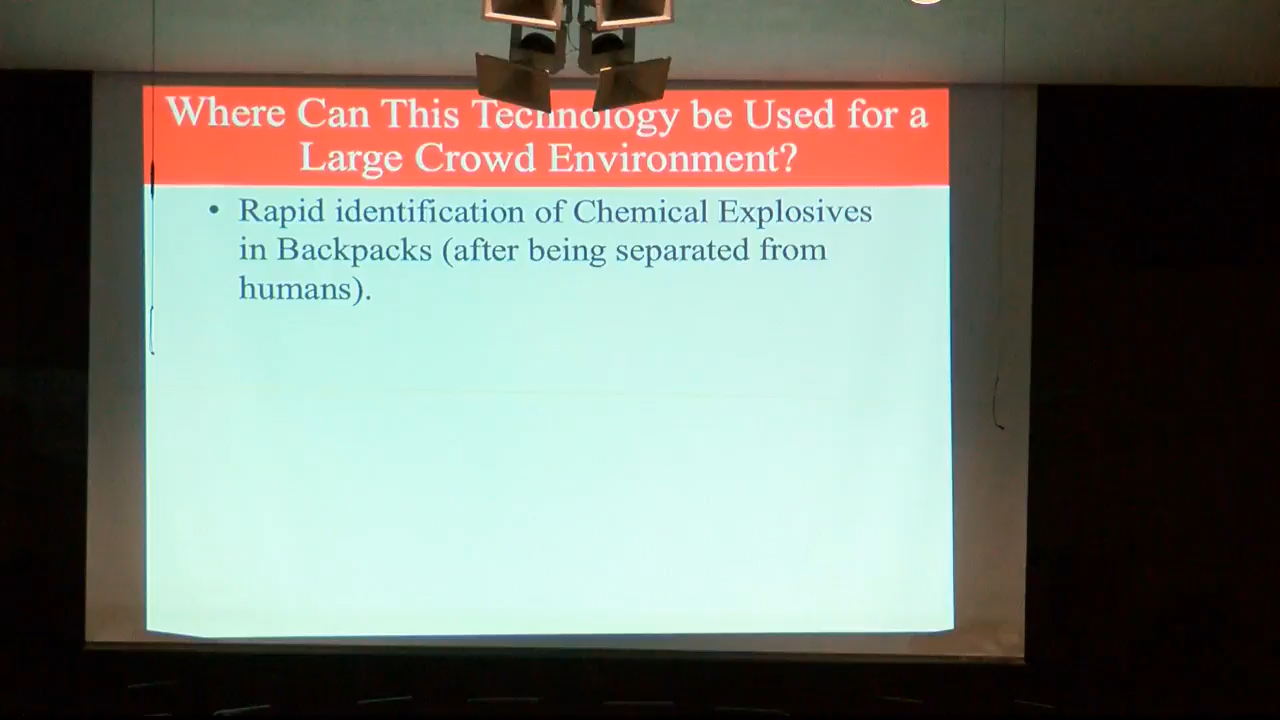 Where Can This Technology be Used for a
Large Crowd Environment?
• Rapid identification of Chemical Explosives
in Backpacks (after being separated from
humans).